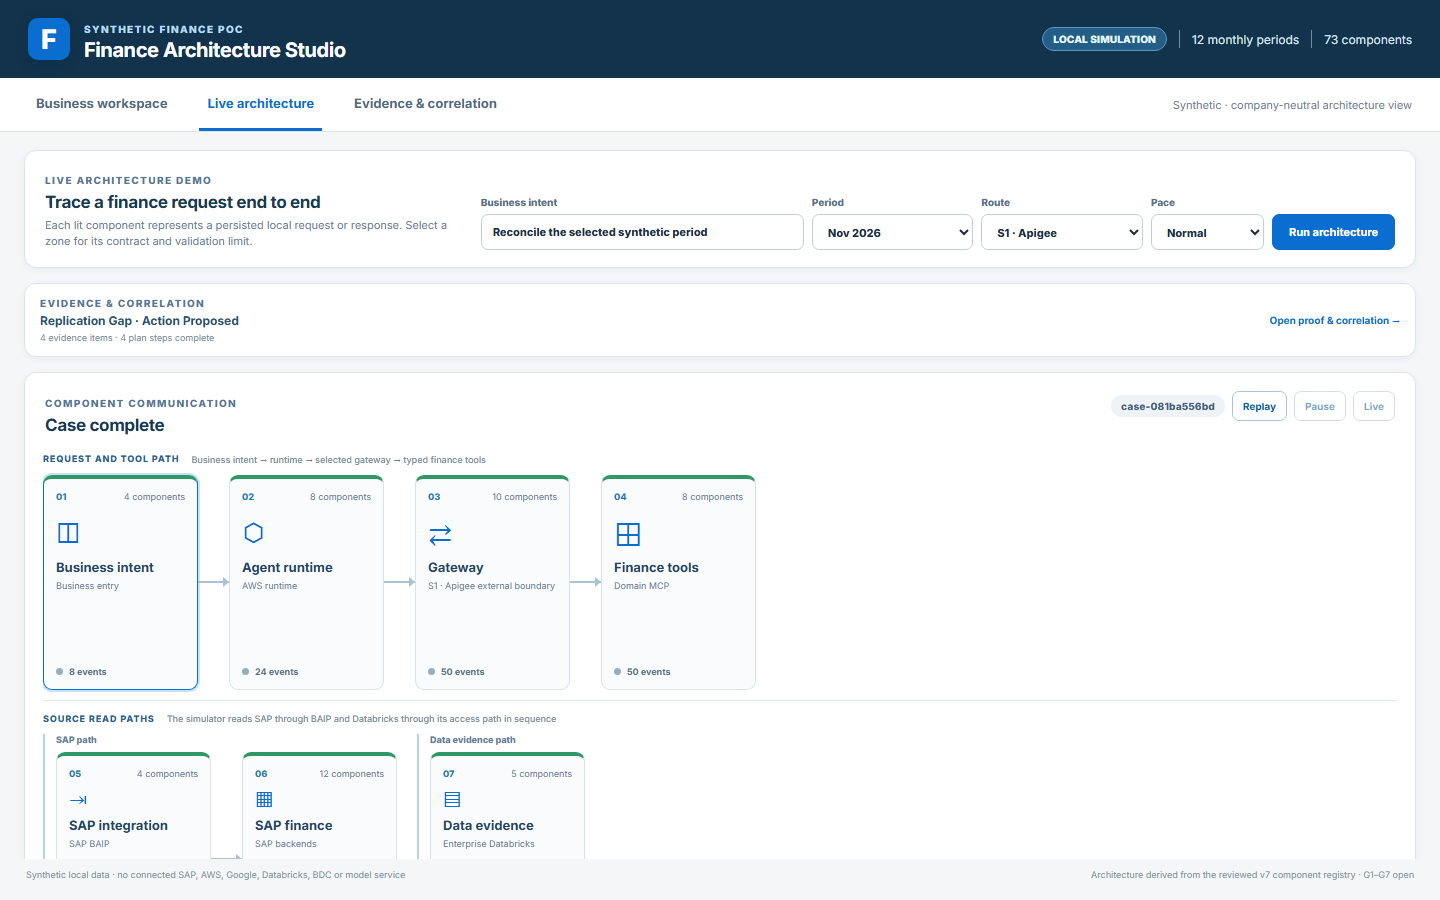 F
SYNTHETIC FINANCE POC
Finance Architecture Studio
LOCAL SIMULATION
12 monthly periods
73 components
Business workspace
Live architecture
Evidence & correlation
Synthetic · company-neutral architecture view
LIVE ARCHITECTURE DEMO
Trace a finance request end to end
Each lit component represents a persisted local request or response. Select a
zone for its contract and validation limit.
Business intent
Period
Route
Pace
Reconcile the selected synthetic period
Nov 2026
S1 · Apigee
Normal
Run architecture
EVIDENCE & CORRELATION
Replication Gap · Action Proposed
4 evidence items · 4 plan steps complete
Open proof & correlation →
COMPONENT COMMUNICATION
Case complete
case-081ba556bd
Replay
Pause
Live
REQUEST AND TOOL PATH
Business intent → runtime → selected gateway → typed finance tools
01
4 components
Business intent
Business entry
8 events
02
8 components
Agent runtime
AWS runtime
24 events
03
10 components
Gateway
S1 · Apigee external boundary
50 events
04
8 components
Finance tools
Domain MCP
50 events
SOURCE READ PATHS
The simulator reads SAP through BAIP and Databricks through its access path in sequence
SAP path
05
4 components
SAP integration
SAP BAIP
06
12 components
SAP finance
SAP backends
Data evidence path
07
5 components
Data evidence
Enterprise Databricks
Synthetic local data · no connected SAP, AWS, Google, Databricks, BDC or model service
Architecture derived from the reviewed v7 component registry · G1–G7 open